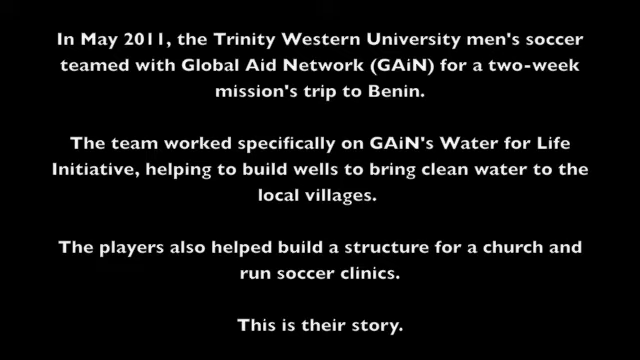 In May 2011, the Trinity Western University men's soccer
teamed with Global Aid Network (GAiN) for a two-week
mission's trip to Benin.
The team worked specifically on GAiN's Water for Life
Initiative, helping to build wells to bring clean water to the
local villages.
The players also helped build a structure for a church and
run soccer clinics.
This is their story.